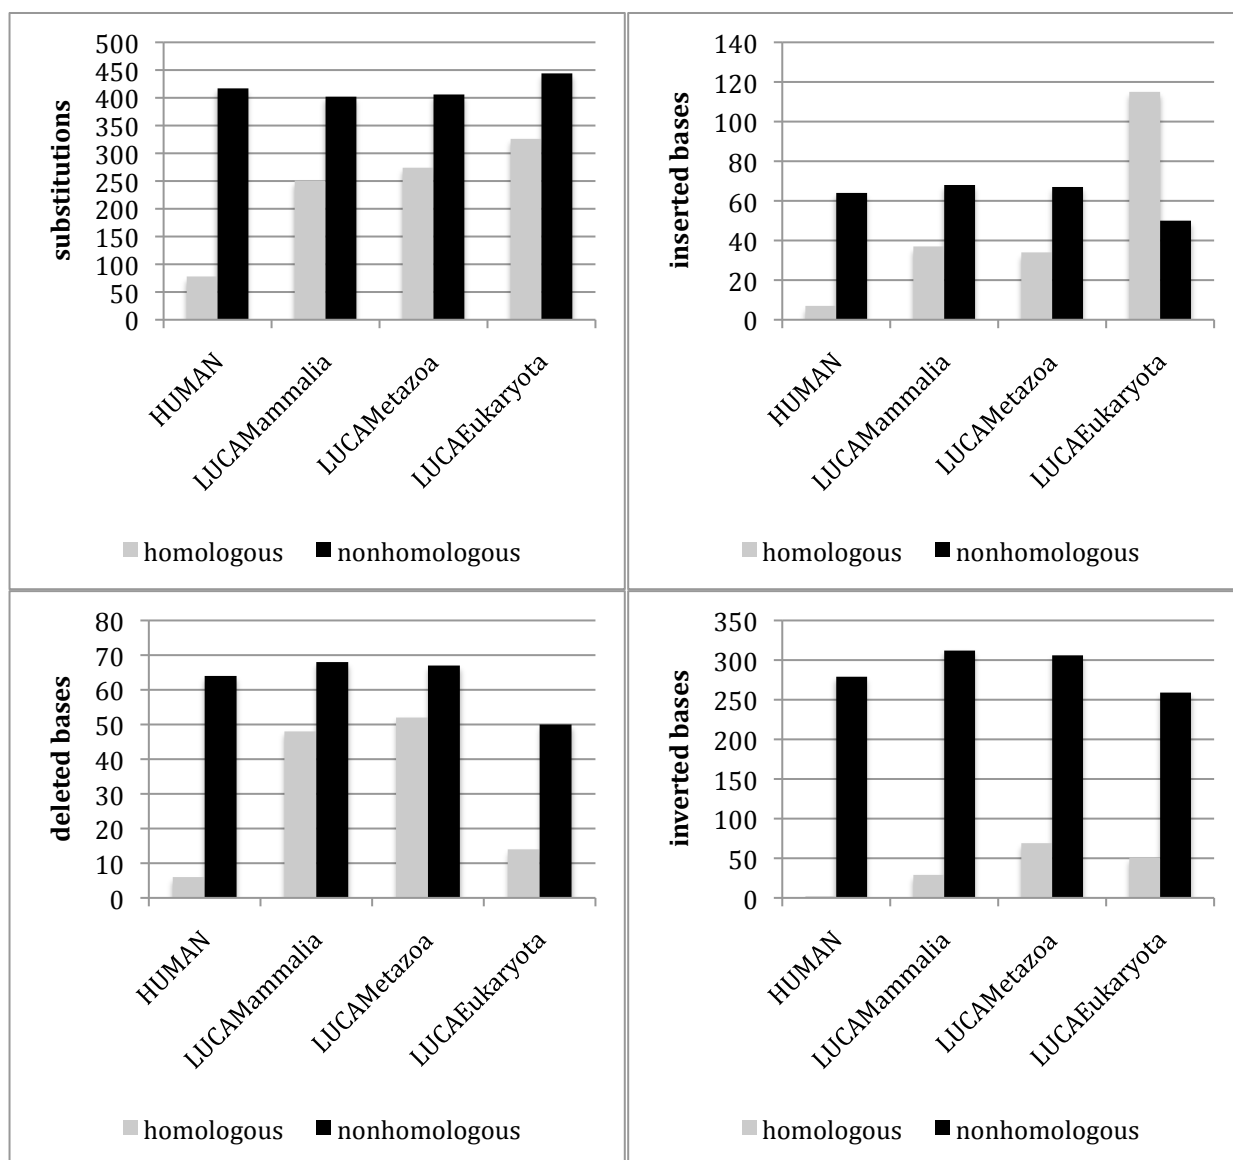 substitutions
500
450
400
350
300
250
200
150
100
50
0
HUMAN
LUCAMammalia
LUCAMetazoa
LUCAEukaryota
homologous nonhomologous
inserted bases
140
120
100
80
60
40
20
0
HUMAN
LUCAMammalia
LUCAMetazoa
LUCAEukaryota
homologous nonhomologous
deleted bases
80
70
60
50
40
30
20
10
0
HUMAN
LUCAMammalia
LUCAMetazoa
LUCAEukaryota
homologous nonhomologous
inverted bases
350
300
250
200
150
100
50
0
HUMAN
LUCAMammalia
LUCAMetazoa
LUCAEukaryota
homologous nonhomologous